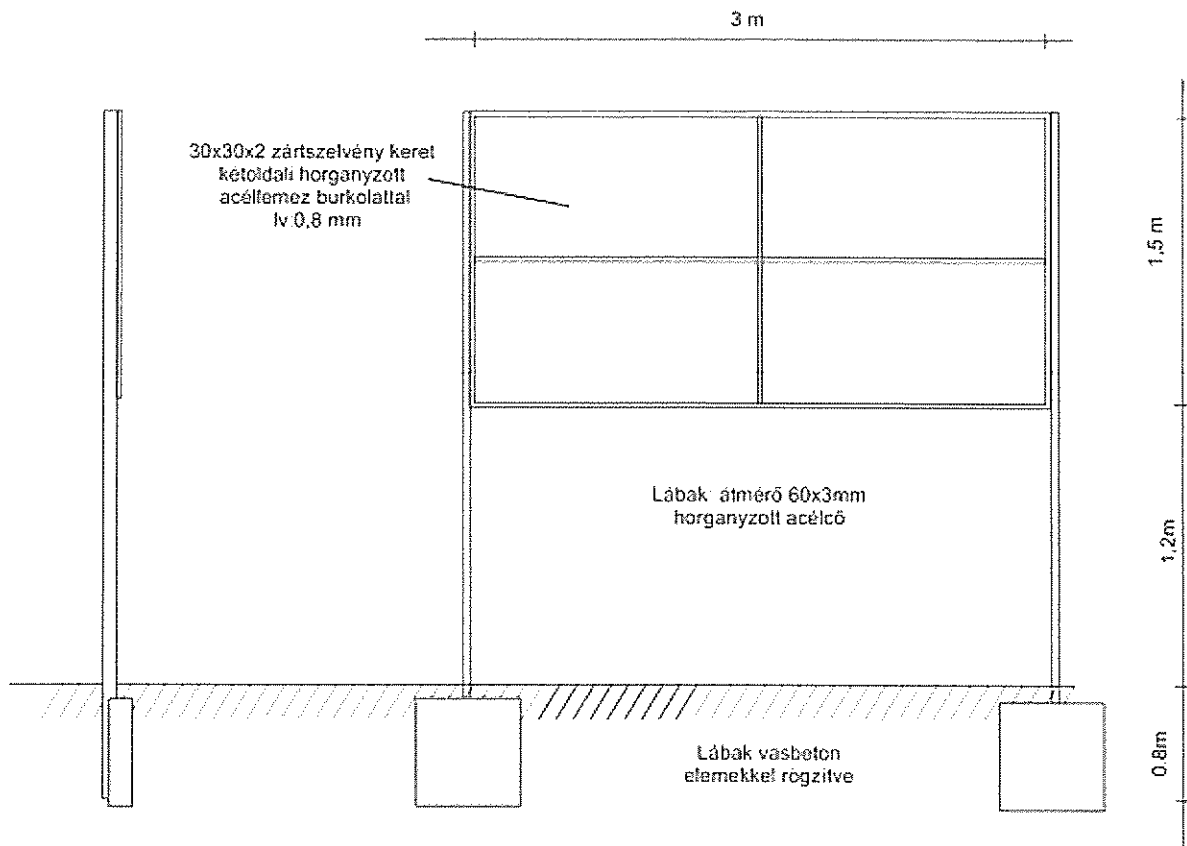 3 m
30x30x2 zártszelvény keret
kétoldali horganyzott
acéllemez burkolattal
lv:0,8 mm
1,5 m
Lábak: átmérő 60x3mm
horganyzott acélcő
1,2m
Lábak vasbeton
elemekkel rögzítve
0.8m